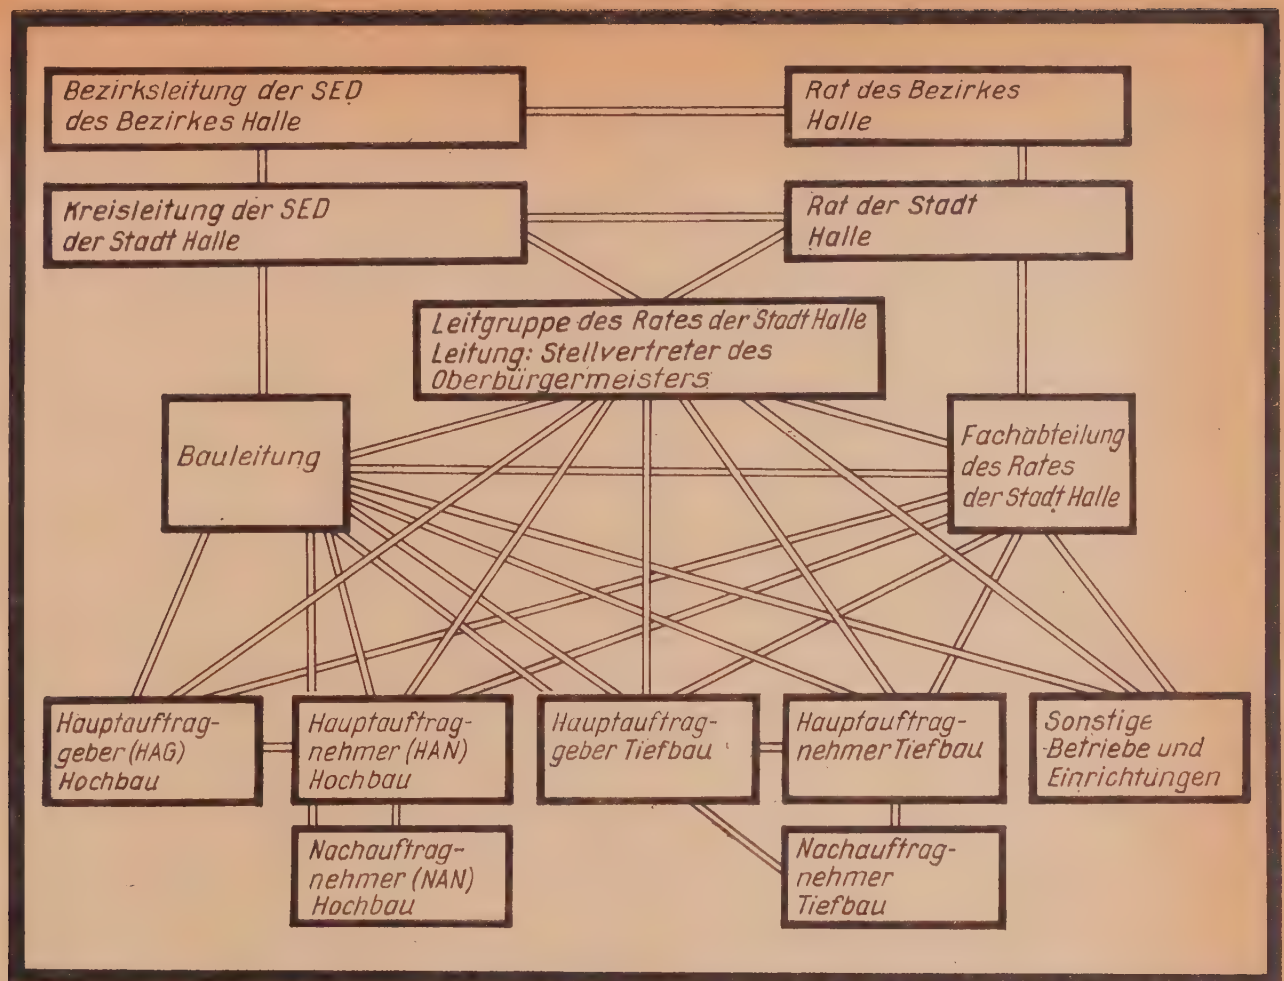 Bezirksleitung der SED
des Bezirkes Halle
Rat des Bezirkes
Halle
Kreisleitung der SED
der Stadt Halle
Rat der Stadt
Halle
Leitgruppe des Rates der Stadt Halle
Leitung: Stellvertreter des
Oberbürgermeisters
Bauleitung
Fachabteilung
des Rates
der Stadt Halle
Hauptauftrag-
geber (HAG)
Hochbau
Hauptauftrag-
nehmer (HAN)
Hochbau
Hauptauftrag-
geber Tiefbau
Hauptauftrag-
nehmer Tiefbau
Sonstige
Betriebe und
Einrichtungen
Nachauftrag-
nehmer (NAN)
Hochbau
Nachauftrag-
nehmer
Tiefbau